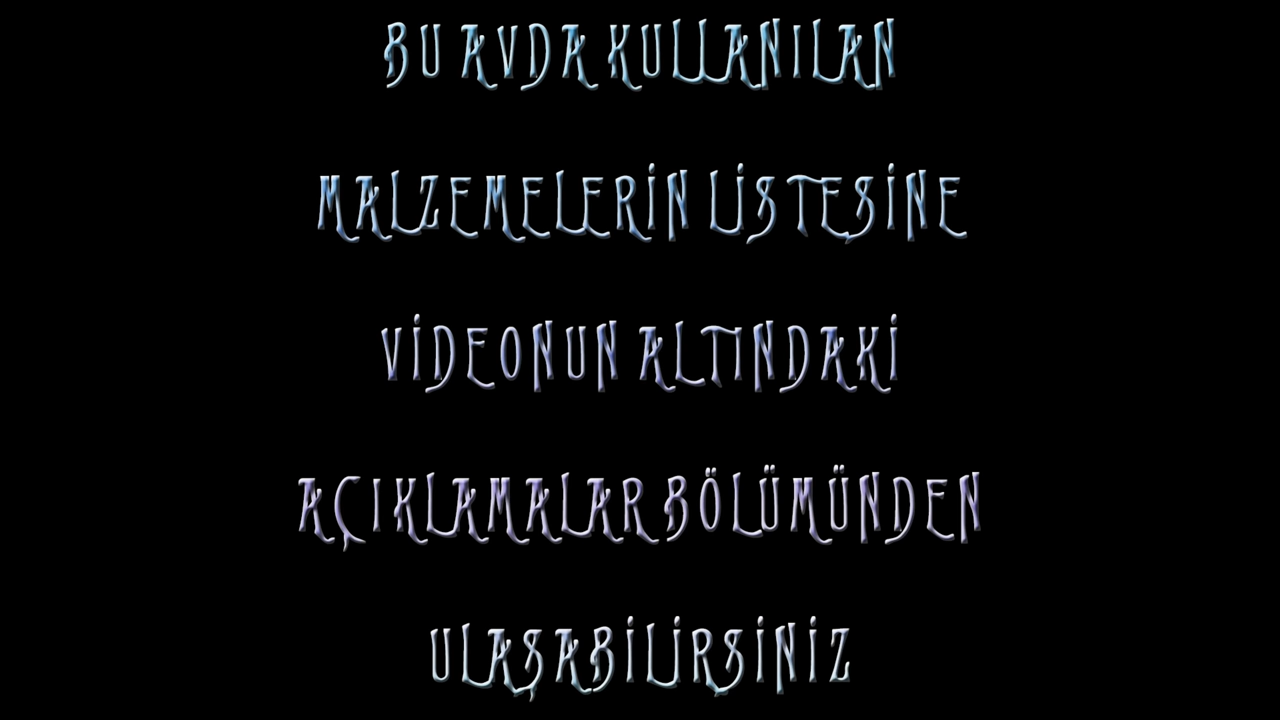 BU AVDA KULLANILAN
MALZEMELERİN LİSTESİNE
VİDEONUN ALTINDAKİ
AÇIKLAMALAR BÖLÜMÜNDEN
ULAŞABİLİRSİNİZ